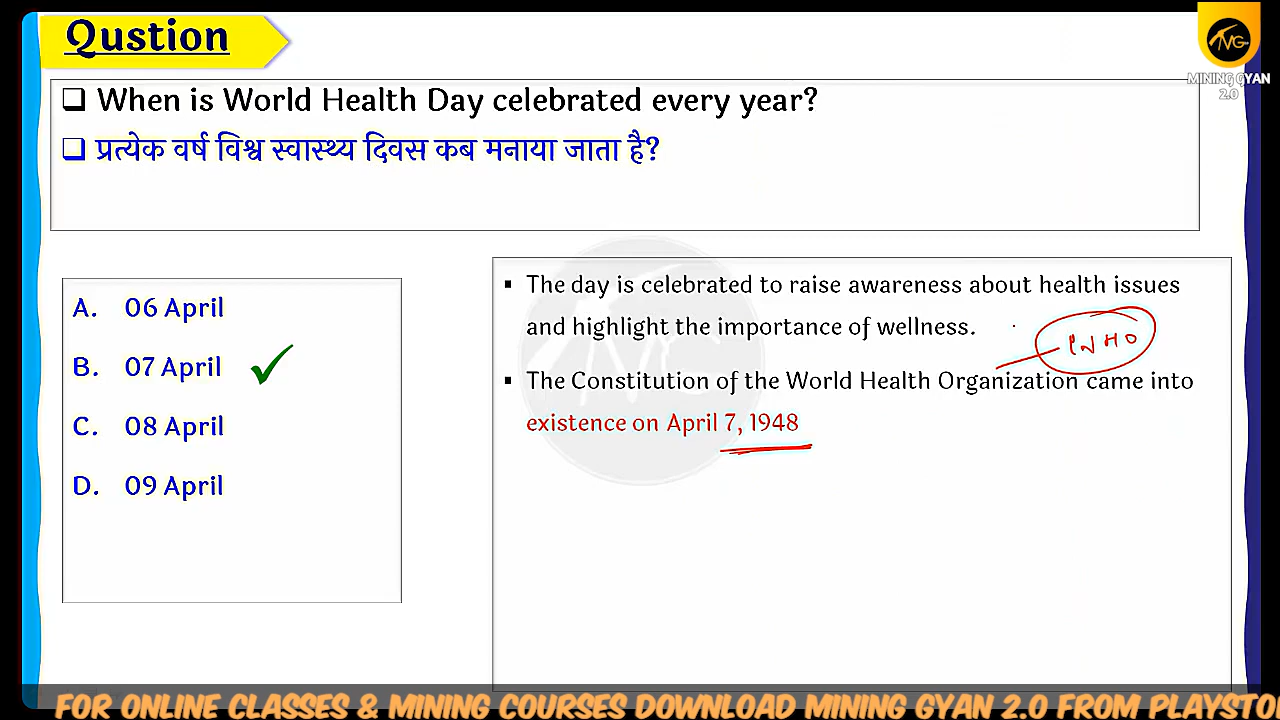 Qustion
MINING GYAN
2.0
❑ When is World Health Day celebrated every year?
❑ प्रत्येक वर्ष विश्व स्वास्थ्य दिवस कब मनाया जाता है?
A. 06 April
B. 07 April
C. 08 April
D. 09 April
▪ The day is celebrated to raise awareness about health issues
and highlight the importance of wellness.
WHO
▪ The Constitution of the World Health Organization came into
existence on April 7, 1948
FOR ONLINE CLASSES & MINING COURSES DOWNLOAD MINING GYAN 2.0 FROM PLAYSTO